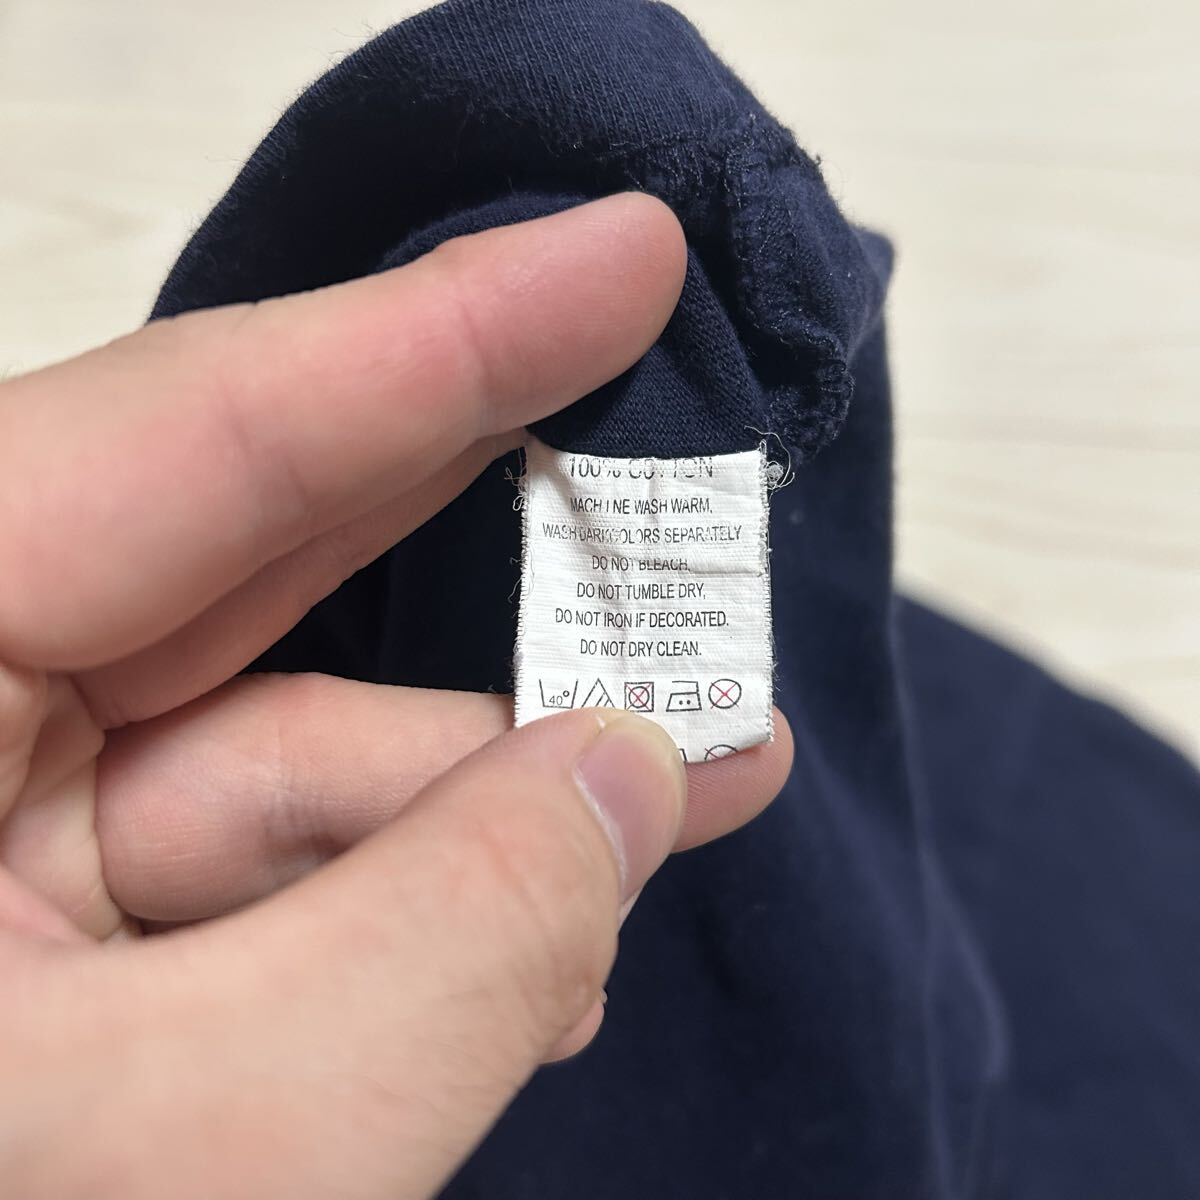 100% COTTON
MACHINE WASH WARM,
WASH DARK COLORS SEPARATELY
DO NOT BLEACH,
DO NOT TUMBLE DRY,
DO NOT IRON IF DECORATED.
DO NOT DRY CLEAN.
40°